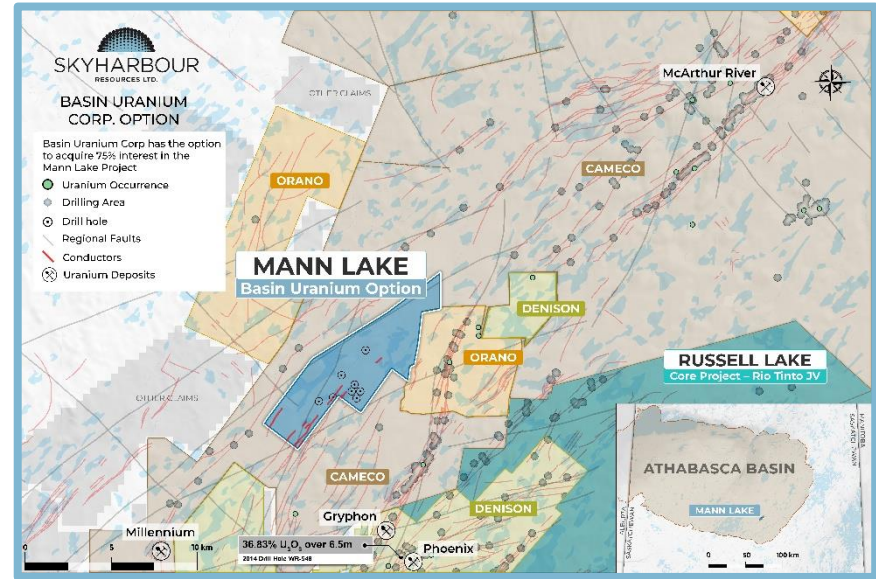 SKYHARBOUR
RESOURCES LTD.
BASIN URANIUM
CORP. OPTION
Basin Uranium Corp has the option
to acquire 75% interest in the
Mann Lake Project
Uranium Occurrence
Drilling Area
Drill hole
Regional Faults
Conductors
Uranium Deposits
OTHER CLAIMS
McArthur River
ORANO
CAMECO
MANN LAKE
Basin Uranium Option
DENISON
ORANO
RUSSELL LAKE
Core Project – Rio Tinto JV
OTHER CLAIMS
CAMECO
DENISON
Gryphon
Millennium
36.83% U₃O₈ over 6.5m
2014 Drill Hole WR-548
Phoenix
0 5 10 km
ATHABASCA BASIN
MANN LAKE
ALBERTA
SASKATCHEWAN
MANITOBA
SASKATCHEWAN
0 50 100 km